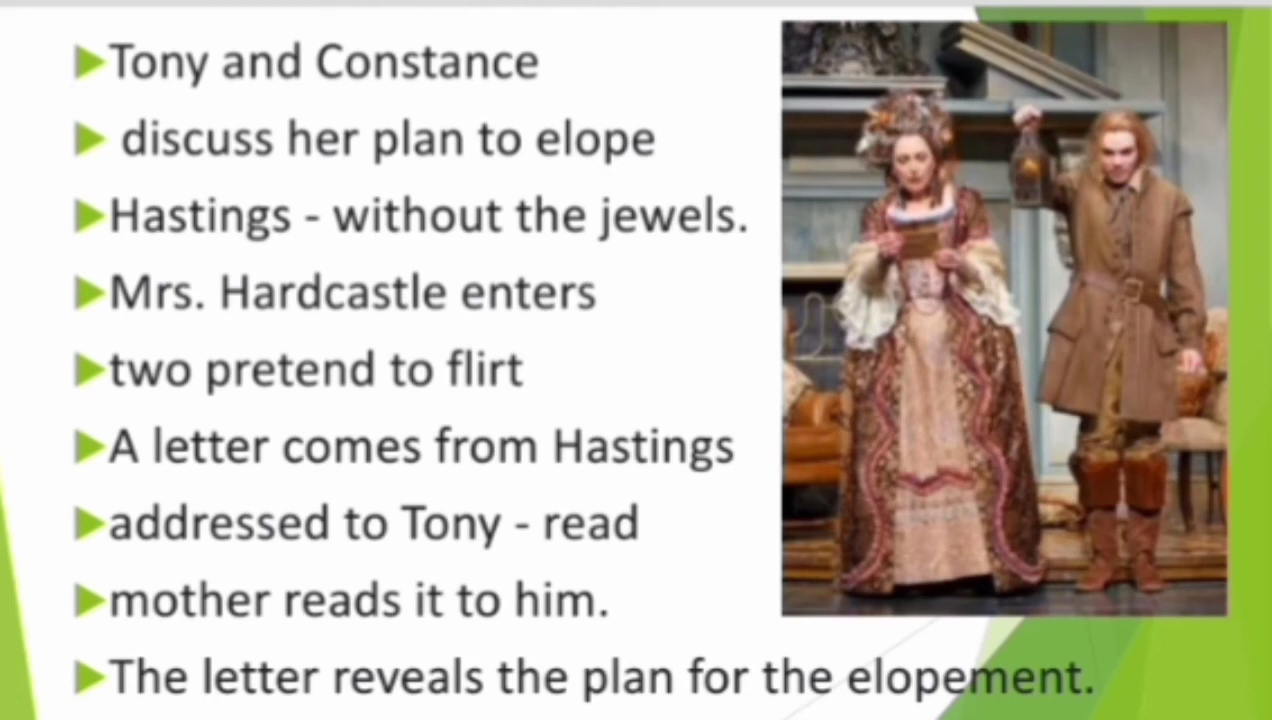 Tony and Constance
discuss her plan to elope
Hastings - without the jewels.
Mrs. Hardcastle enters
two pretend to flirt
A letter comes from Hastings
addressed to Tony - read
mother reads it to him.
The letter reveals the plan for the elopement.